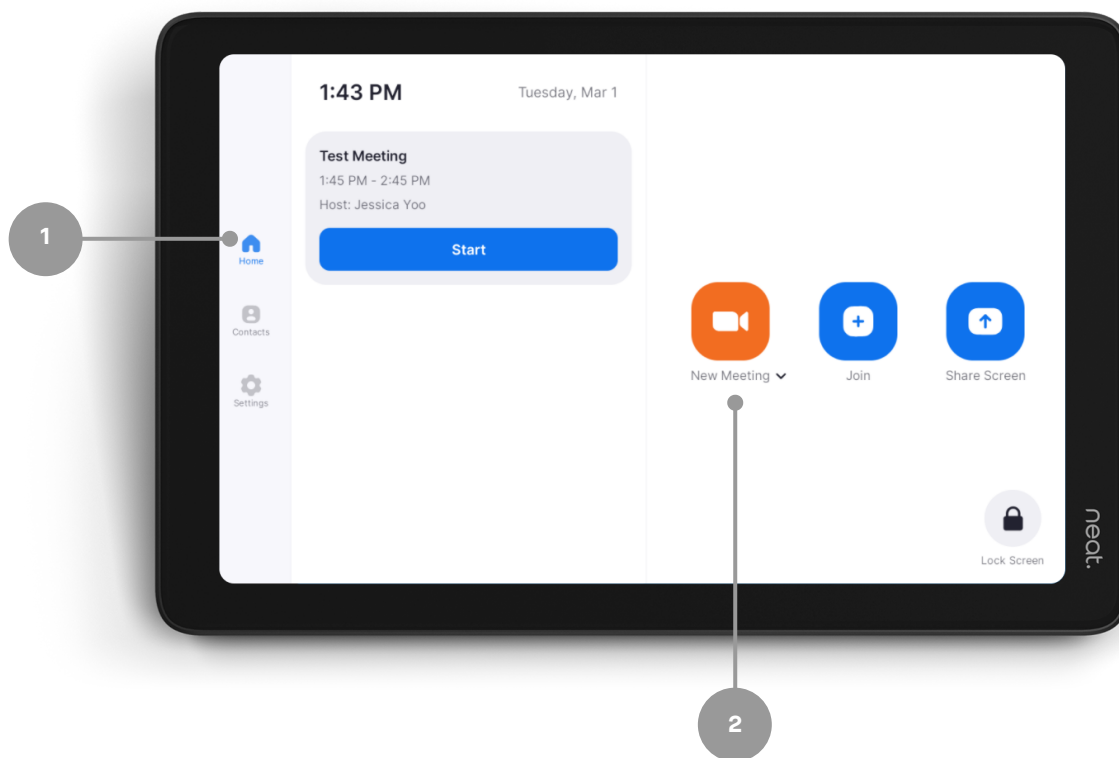 1:43 PM
Tuesday, Mar 1
Test Meeting
1:45 PM - 2:45 PM
Host: Jessica Yoo
Start
1
Home
Contacts
Settings
New Meeting
Join
Share Screen
Lock Screen
neat.
2